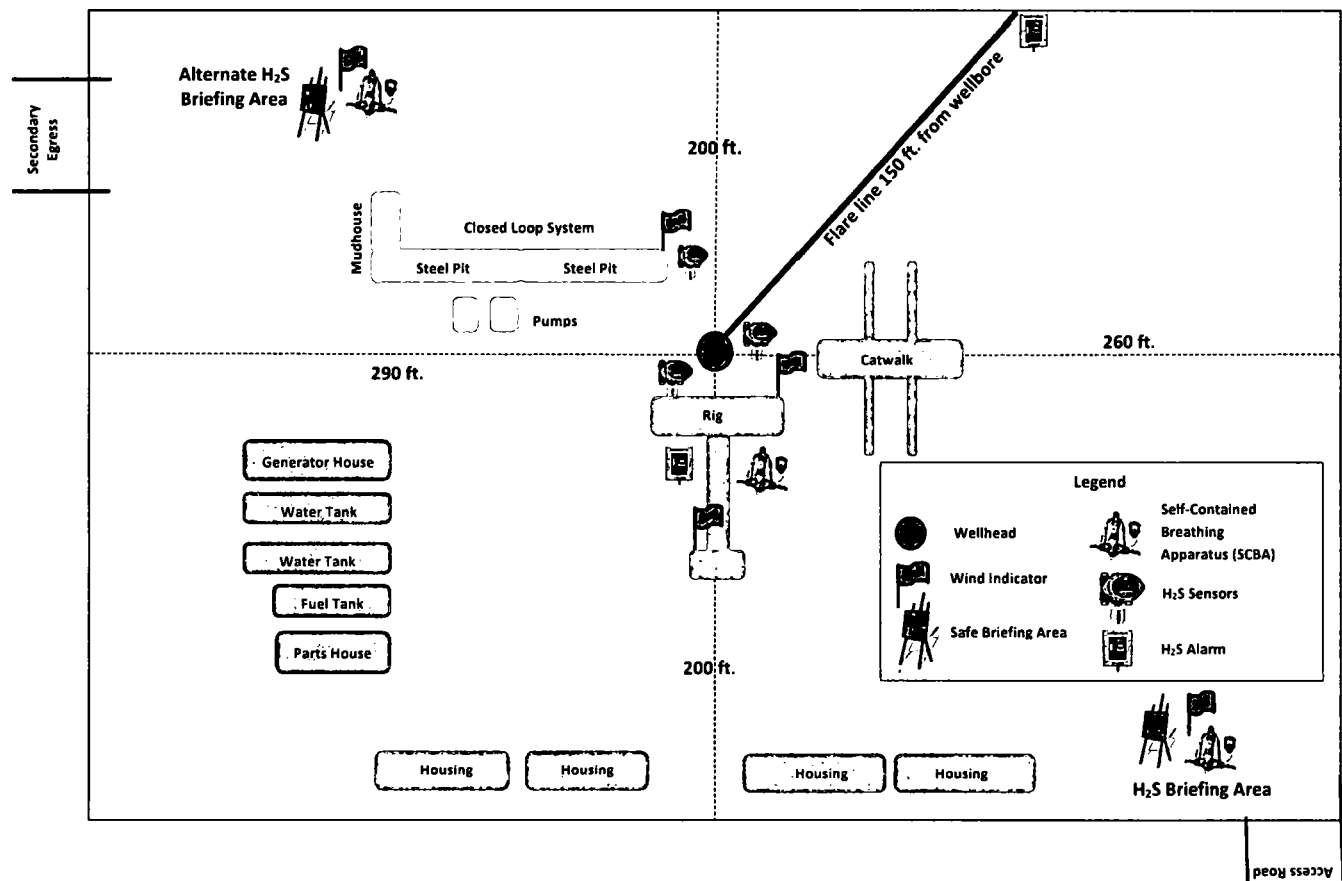 Alternate H₂S
Briefing Area
Secondary
Egress
200 ft.
Flare line 150 ft. from wellbore
Mudhouse
Closed Loop System
Steel Pit
Steel Pit
Pumps
290 ft.
260 ft.
Catwalk
Rig
Generator House
Water Tank
Water Tank
Fuel Tank
Parts House
200 ft.
Legend
Wellhead
Wind Indicator
Safe Briefing Area
Self-Contained
Breathing
Apparatus (SCBA)
H₂S Sensors
H₂S Alarm
Housing
Housing
Housing
Housing
H₂S Briefing Area
Access Road